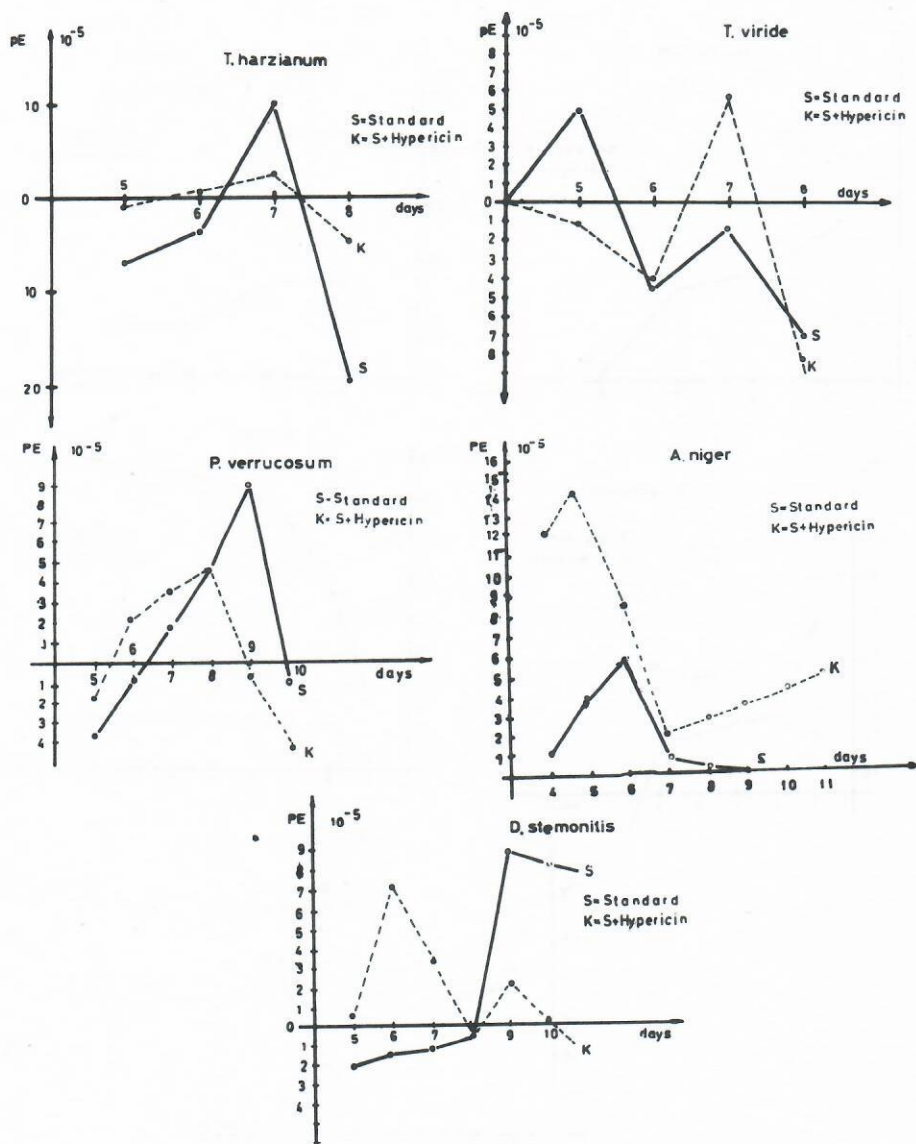 pE 10⁻⁵
T. harzianum
S=Standard
K= S+Hypericin
10
0
10
20
5 6 7 8 days
K
S
pE 10⁻⁵
T. viride
S=Standard
K= S+Hypericin
9
8
7
6
5
4
3
2
1
0
1
2
3
4
5
6
7
8
5 6 7 8
days
S
K
PE 10⁻⁵
P. verrucosum
S-Standard
K= S+Hypericin
9
8
7
6
5
4
3
2
1
1
2
3
4
5 6 7 8 9 10
days
S
K
PE 10⁻⁵
A. niger
S=Standard
K=S+Hypericin
16
15
14
13
12
11
10
9
8
7
6
5
4
3
2
1
K
S days
4 5 6 7 8 9 10 11
PE 10⁻⁵
D. stemonitis
S=Standard
K=S+Hypericin
9
8
7
6
5
4
3
2
1
0
1
2
3
4
5 6 7 8 9 10 days
S
K